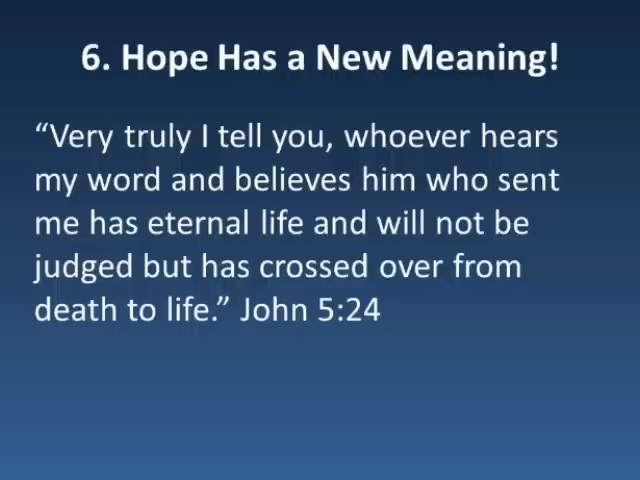 6. Hope Has a New Meaning!
“Very truly I tell you, whoever hears
my word and believes him who sent
me has eternal life and will not be
judged but has crossed over from
death to life.” John 5:24